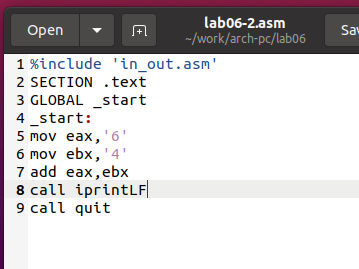 Open
lab06-2.asm
~/work/arch-pc/lab06
1 %include 'in_out.asm'
2 SECTION .text
3 GLOBAL _start
4 _start:
5 mov eax,'6'
6 mov ebx,'4'
7 add eax,ebx
8 call iprintLF
9 call quit